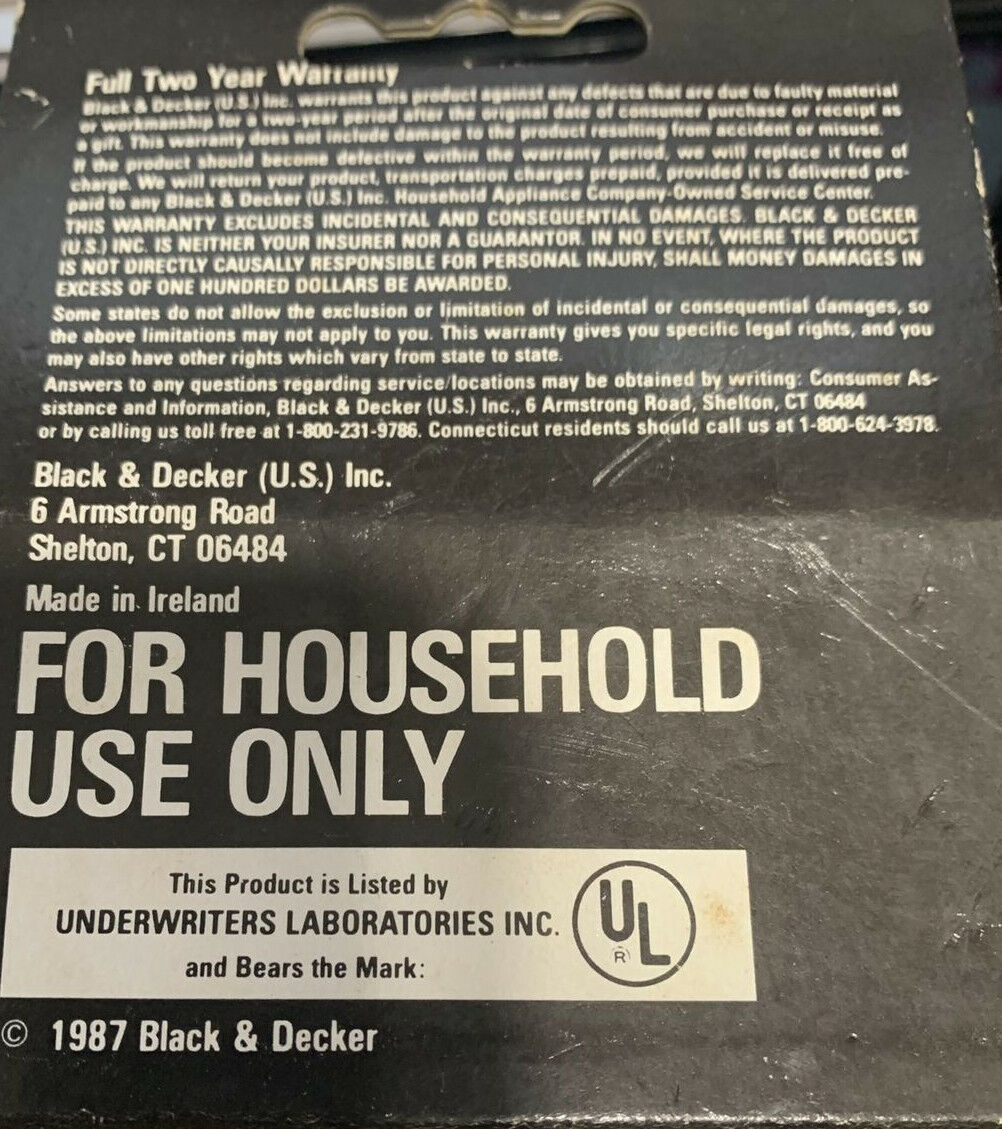 Full Two Year Warranty
Black & Decker (U.S.) Inc. warrants this product against any defects that are due to faulty material
or workmanship for a two-year period after the original date of consumer purchase or receipt as
a gift. This warranty does not include damage to the product resulting from accident or misuse.
If the product should become defective within the warranty period, we will replace it free of
charge. We will return your product, transportation charges prepaid, provided it is delivered pre-
paid to any Black & Decker (U.S.) Inc. Household Appliance Company-Owned Service Center.
THIS WARRANTY EXCLUDES INCIDENTAL AND CONSEQUENTIAL DAMAGES. BLACK & DECKER
(U.S.) INC. IS NEITHER YOUR INSURER NOR A GUARANTOR. IN NO EVENT, WHERE THE PRODUCT
IS NOT DIRECTLY CAUSALLY RESPONSIBLE FOR PERSONAL INJURY, SHALL MONEY DAMAGES IN
EXCESS OF ONE HUNDRED DOLLARS BE AWARDED.
Some states do not allow the exclusion or limitation of incidental or consequential damages, so
the above limitations may not apply to you. This warranty gives you specific legal rights, and you
may also have other rights which vary from state to state.
Answers to any questions regarding service/locations may be obtained by writing: Consumer As-
sistance and Information, Black & Decker (U.S.) Inc., 6 Armstrong Road, Shelton, CT 06484
or by calling us toll free at 1-800-231-9786. Connecticut residents should call us at 1-800-624-3978.
Black & Decker (U.S.) Inc.
6 Armstrong Road
Shelton, CT 06484
Made in Ireland
FOR HOUSEHOLD
USE ONLY
This Product is Listed by
UNDERWRITERS LABORATORIES INC.
and Bears the Mark:
UL
®
© 1987 Black & Decker